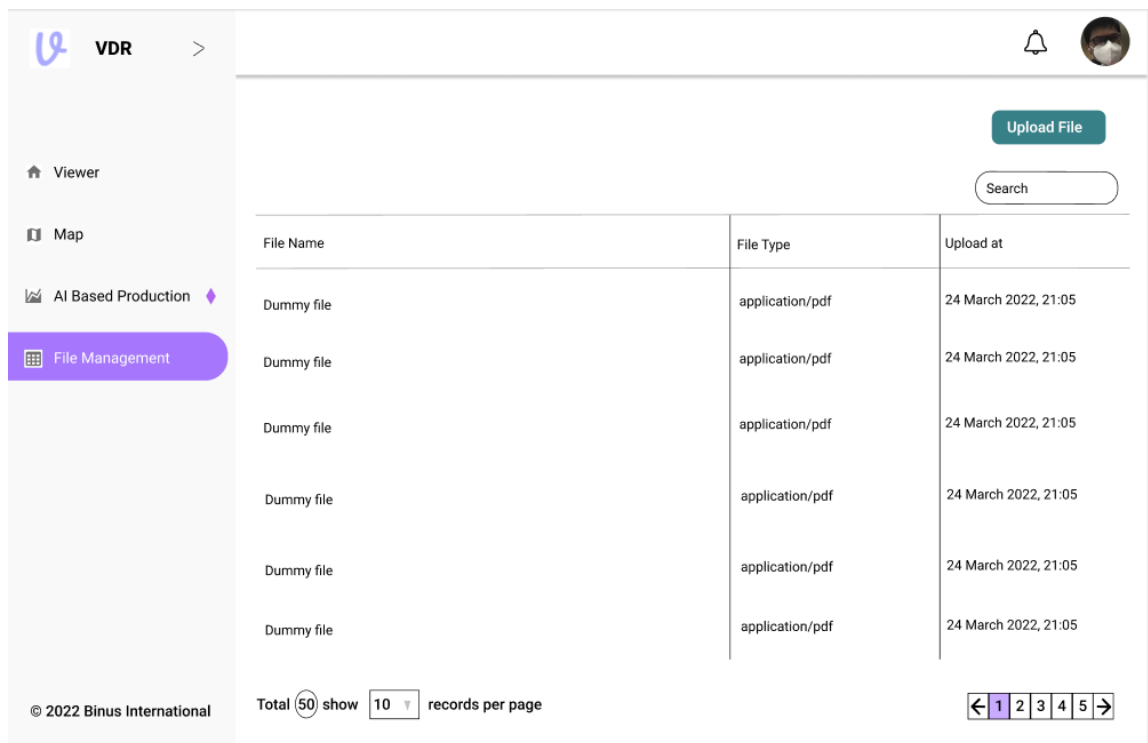 VDR >
Upload File
Search
Viewer
Map
AI Based Production
File Management
File Name File Type Upload at
Dummy file application/pdf 24 March 2022, 21:05
Dummy file application/pdf 24 March 2022, 21:05
Dummy file application/pdf 24 March 2022, 21:05
Dummy file application/pdf 24 March 2022, 21:05
Dummy file application/pdf 24 March 2022, 21:05
Dummy file application/pdf 24 March 2022, 21:05
© 2022 Binus International
Total 50 show 10 records per page
← 1 2 3 4 5 →